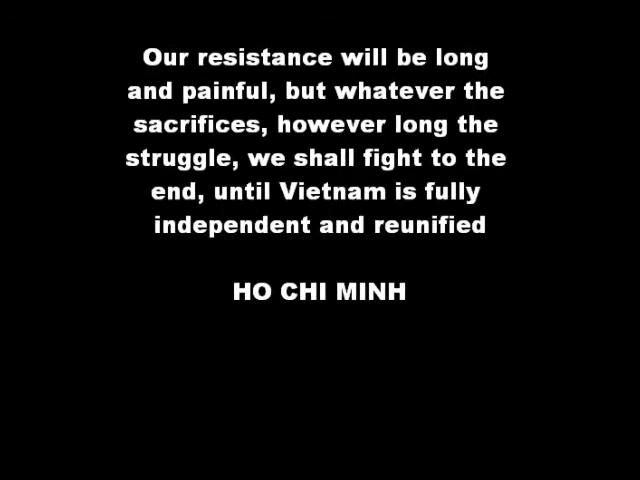 Our resistance will be long
and painful, but whatever the
sacrifices, however long the
struggle, we shall fight to the
end, until Vietnam is fully
independent and reunified
HO CHI MINH